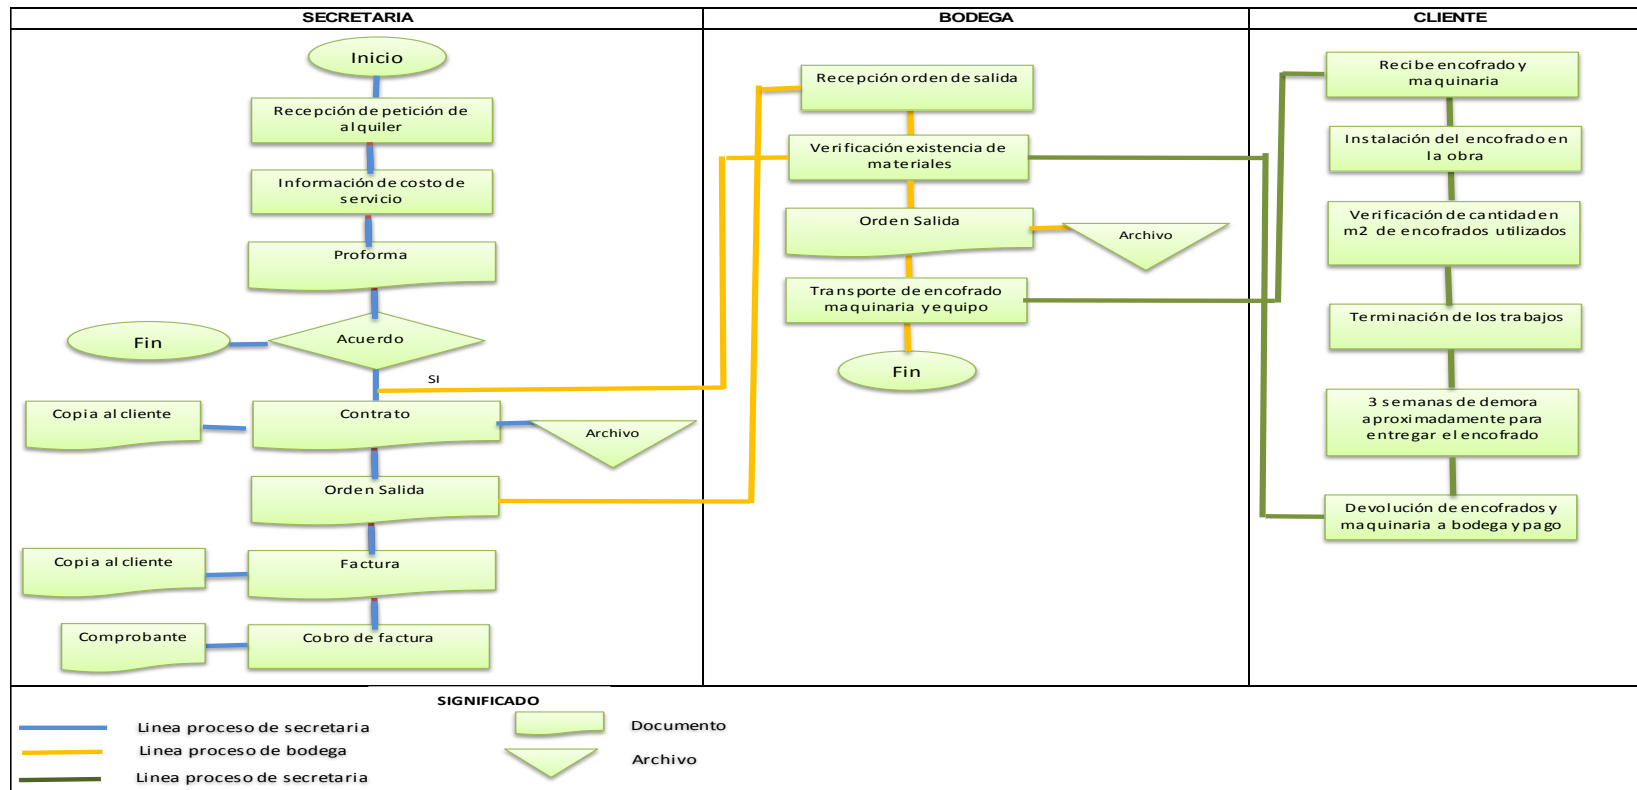 SECRETARIA
BODEGA
CLIENTE
Inicio
Recepción de petición de
alquiler
Información de costo de
servicio
Proforma
Acuerdo
Fin
SI
Copia al cliente
Contrato
Archivo
Orden Salida
Copia al cliente
Factura
Comprobante
Cobro de factura
Recepción orden de salida
Verificación existencia de
materiales
Orden Salida
Archivo
Transporte de encofrado
maquinaria y equipo
Fin
Recibe encofrado y
maquinaria
Instalación del encofrado en
la obra
Verificación de cantidad en
m2 de encofrados utilizados
Terminación de los trabajos
3 semanas de demora
aproximadamente para
entregar el encofrado
Devolución de encofrados y
maquinaria a bodega y pago
SIGNIFICADO
Linea proceso de secretaria
Linea proceso de bodega
Linea proceso de secretaria
Documento
Archivo